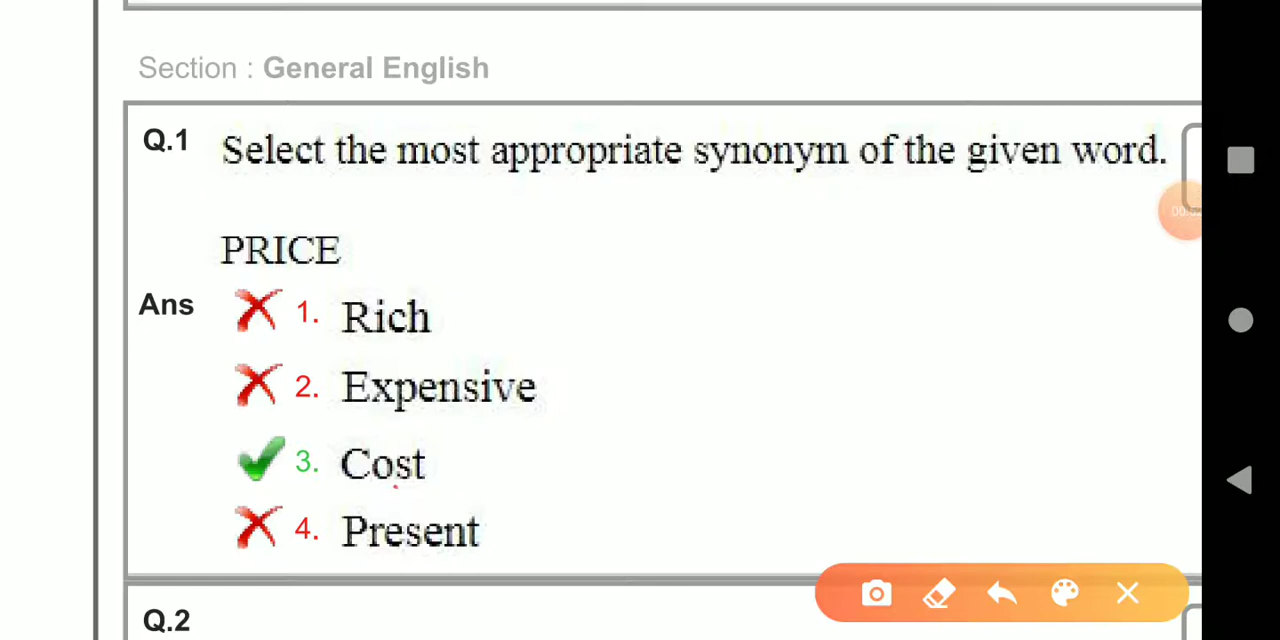 Section : General English
Q.1 Select the most appropriate synonym of the given word.
PRICE
Ans 1. Rich
2. Expensive
3. Cost
4. Present
Q.2